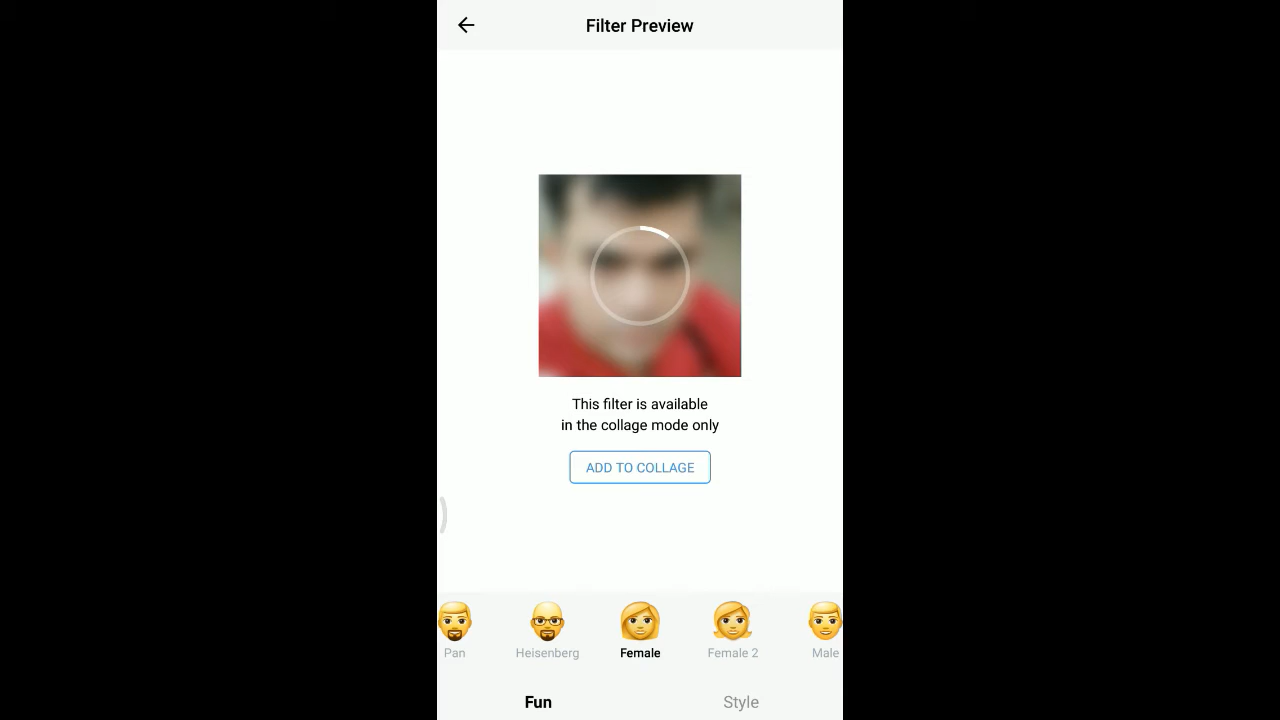 Filter Preview
This filter is available
in the collage mode only
ADD TO COLLAGE
Pan
Heisenberg
Female
Female 2
Male
Fun
Style